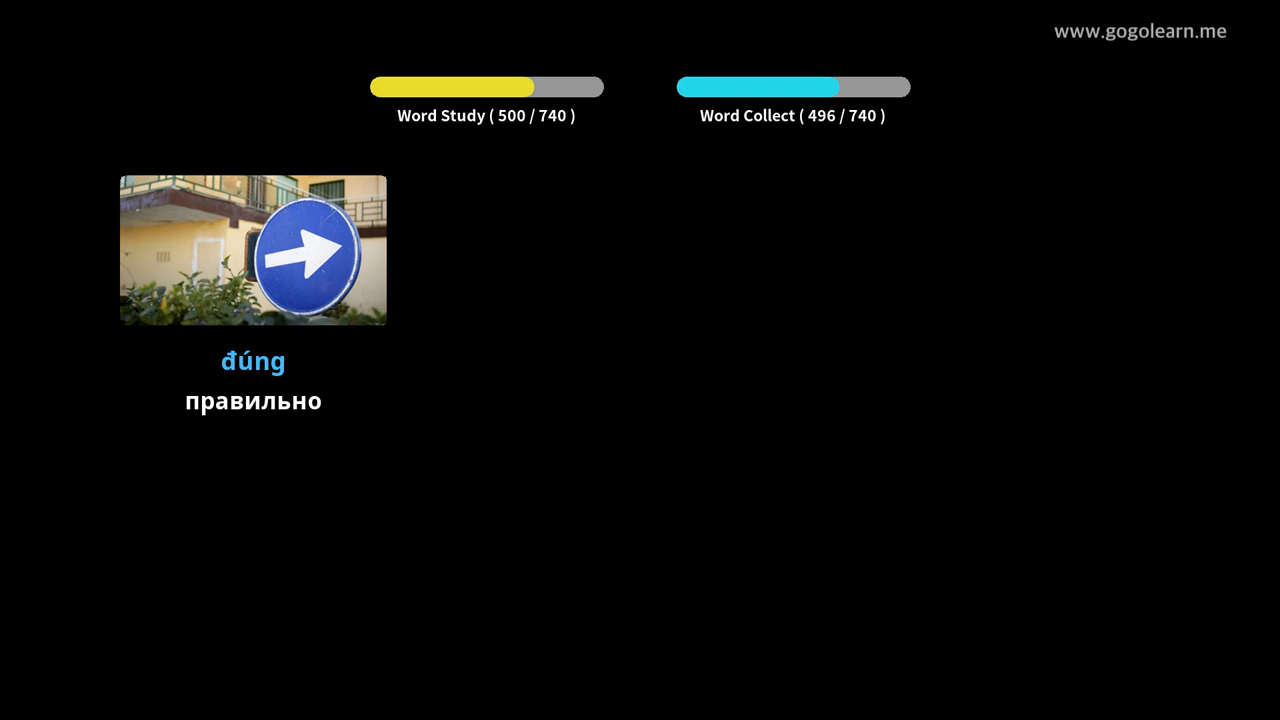 www.gogolearn.me
Word Study ( 500 / 740 )
Word Collect ( 496 / 740 )
đúng
правильно